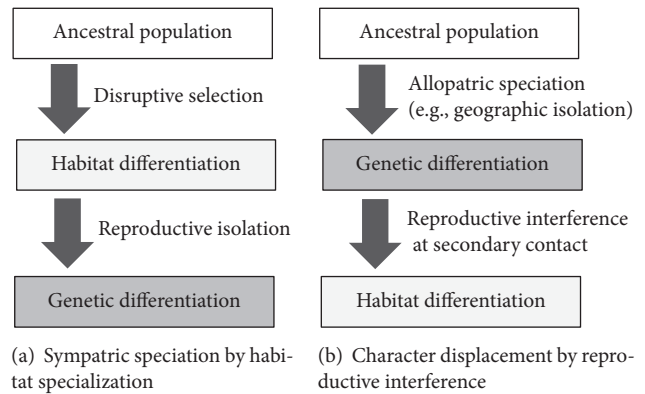 Ancestral population
Disruptive selection
Habitat differentiation
Reproductive isolation
Genetic differentiation
(a) Sympatric speciation by habi-
tat specialization
Ancestral population
Allopatric speciation
(e.g., geographic isolation)
Genetic differentiation
Reproductive interference
at secondary contact
Habitat differentiation
(b) Character displacement by repro-
ductive interference